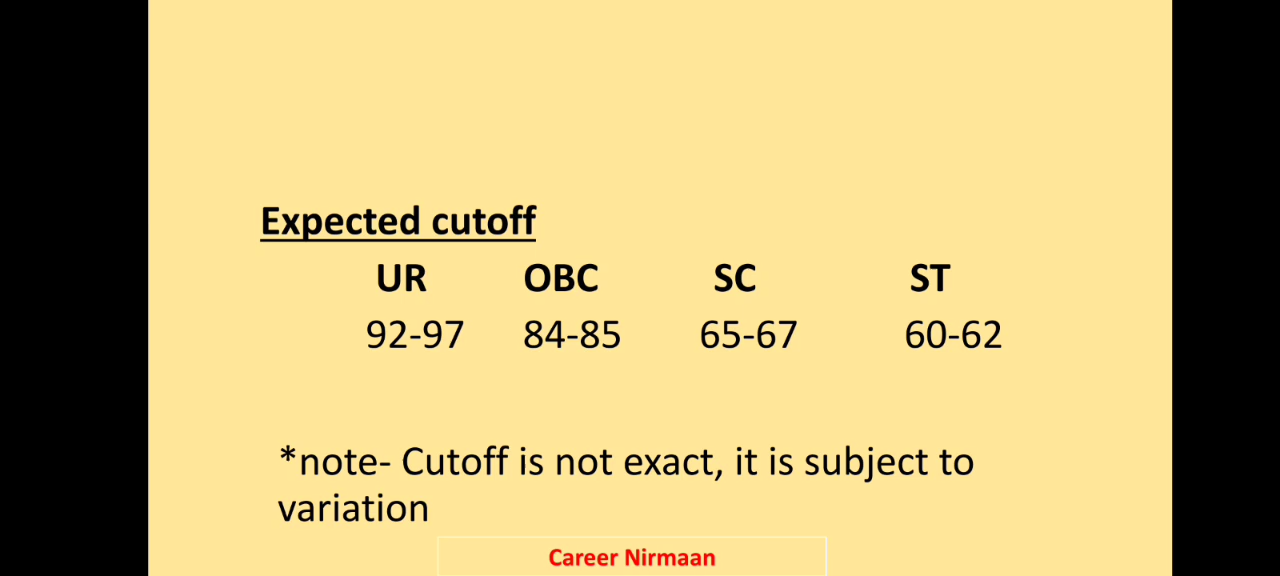 Expected cutoff
UR OBC SC ST
92-97 84-85 65-67 60-62
*note- Cutoff is not exact, it is subject to
variation
Career Nirmaan